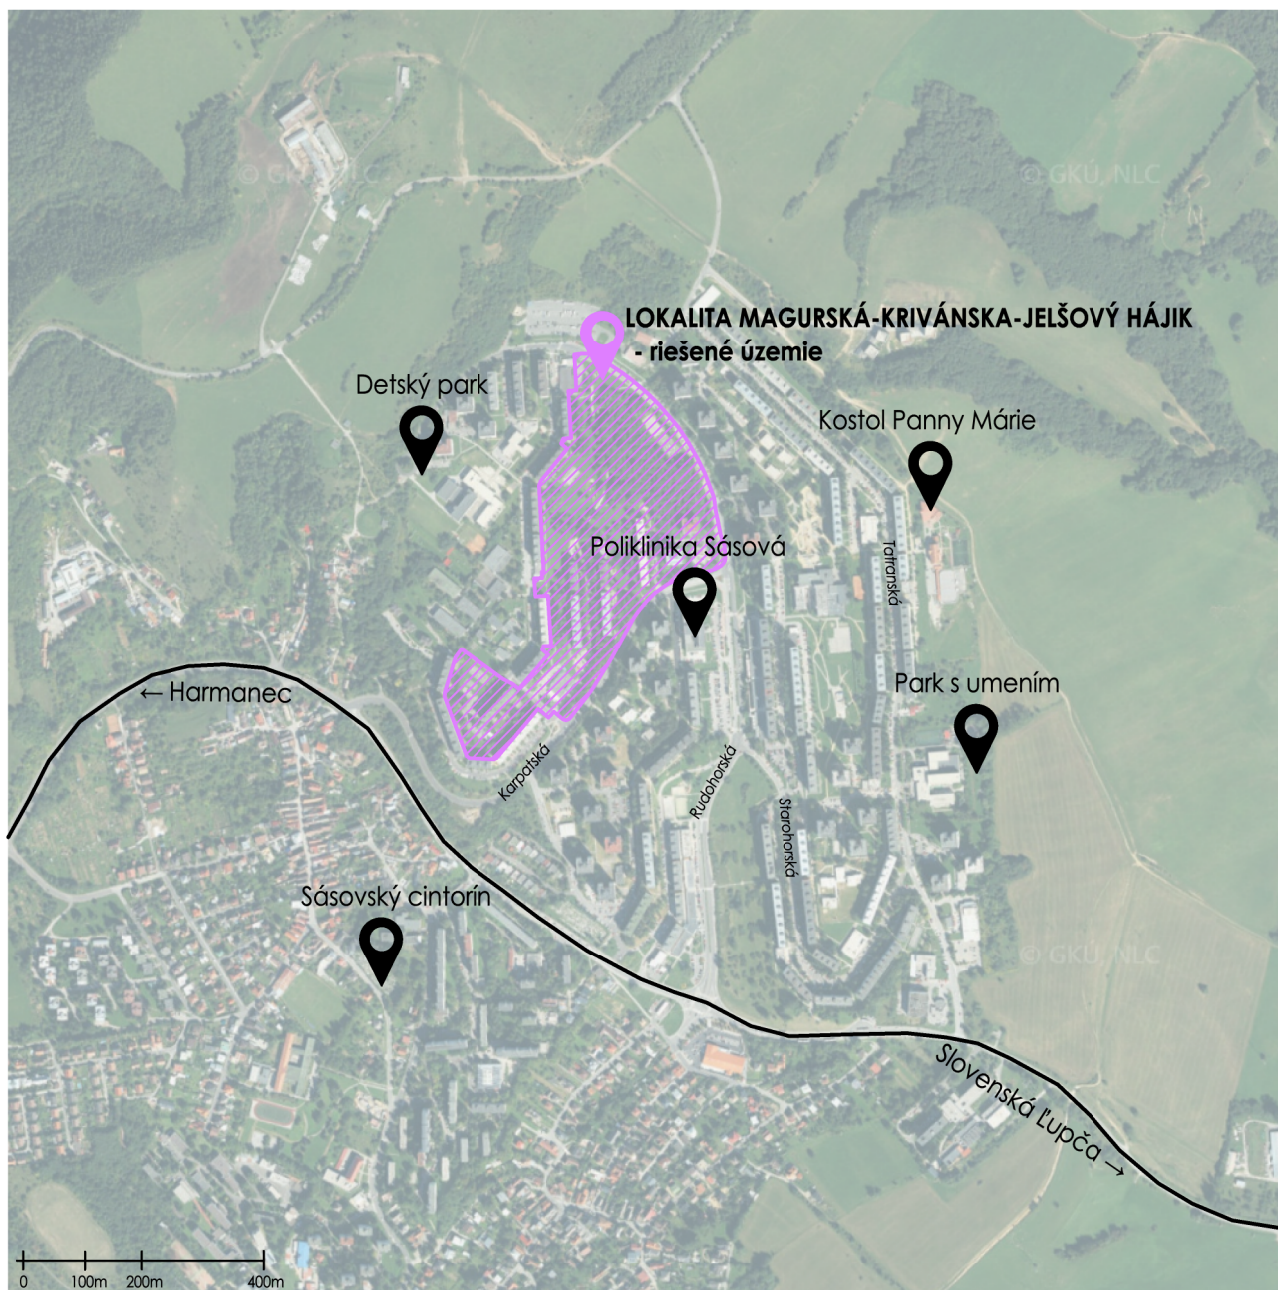 © GKÚ, NLC
© GKÚ, NLC
LOKALITA MAGURSKÁ-KRIVÁNSKA-JELŠOVÝ HÁJIK
- riešené územie
Detský park
Kostol Panny Márie
Poliklinika Sásová
Tatranská
← Harmanec
Park s umením
Karpatská
Rudohorská
Starohorská
Sásovský cintorín
© GKÚ, NLC
Slovenská Ľupča →
0 100m 200m 400m